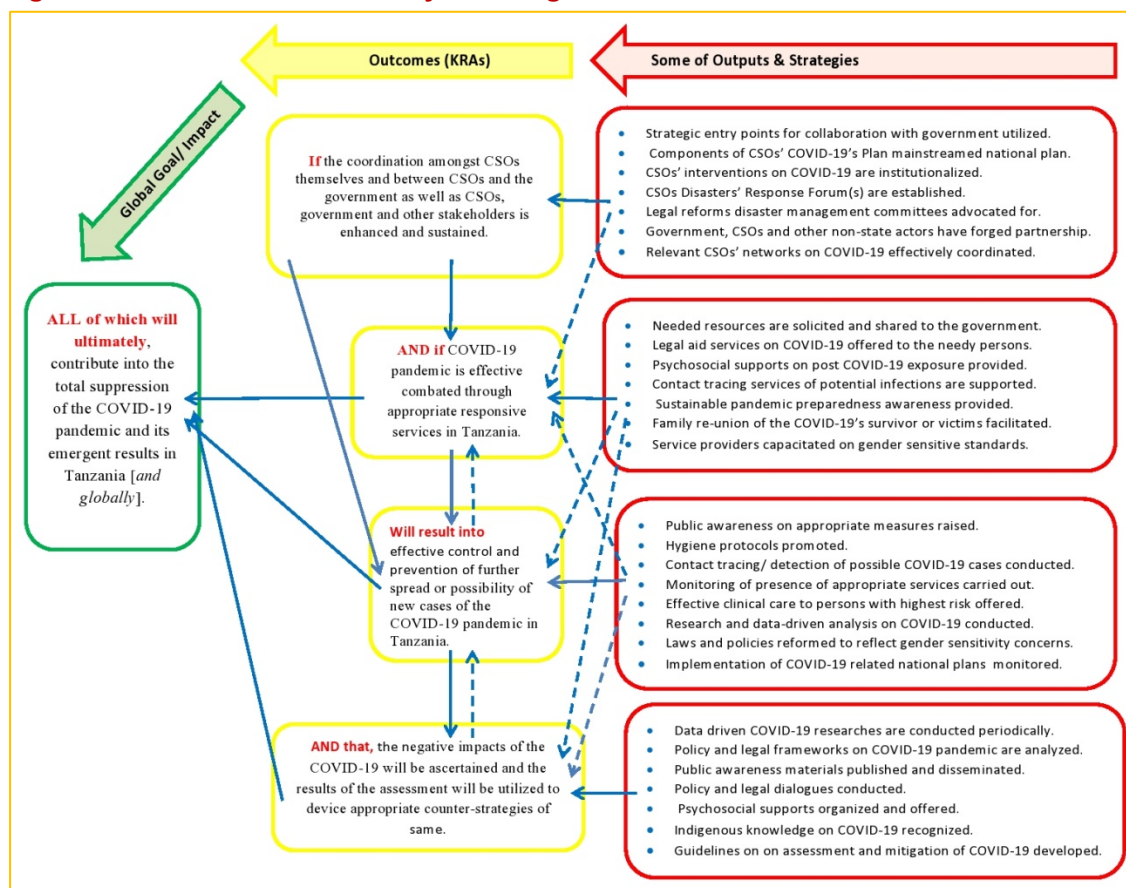 Outcomes (KRAs)
Some of Outputs & Strategies
Global Goal/ Impact
If the coordination amongst CSOs
themselves and between CSOs and the
government as well as CSOs,
government and other stakeholders is
enhanced and sustained.
Strategic entry points for collaboration with government utilized.
Components of CSOs' COVID-19's Plan mainstreamed national plan.
CSOs' interventions on COVID-19 are institutionalized.
CSOs Disasters' Response Forum(s) are established.
Legal reforms disaster management committees advocated for.
Government, CSOs and other non-state actors have forged partnership.
Relevant CSOs' networks on COVID-19 effectively coordinated.
ALL of which will
ultimately,
contribute into the
total suppression
of the COVID-19
pandemic and its
emergent results in
Tanzania [and
globally].
AND if COVID-19
pandemic is effective
combated through
appropriate responsive
services in Tanzania.
Needed resources are solicited and shared to the government.
Legal aid services on COVID offered to the needy persons.
Psychosocial supports on post COVID-19 exposure provided.
Contact tracing services of potential infections are supported.
Sustainable pandemic preparedness awareness provided.
Family re-union of the COVID-19's survivor or victims facilitated.
Service providers capacitated on gender sensitive standards.
Will result into
effective control and
prevention of further
spread or possibility of
new cases of the
COVID-19 pandemic in
Tanzania.
Public awareness on appropriate measures raised.
Hygiene protocols promoted.
Contact tracing/ detection of possible COVID-19 cases conducted.
Monitoring of presence of appropriate services carried out.
Effective clinical care to persons with highest risk offered.
Research and data-driven analysis on COVID-19 conducted.
Laws and policies reformed to reflect gender sensitivity concerns.
Implementation of COVID-19 related national plans monitored.
AND that, the negative impacts of the
COVID-19 will be ascertained and the
results of the assessment will be utilized to
device appropriate counter-strategies of
same.
Data driven COVID-19 researches are conducted periodically.
Policy and legal frameworks on COVID-19 pandemic are analyzed.
Public awareness materials published and disseminated.
Policy and legal dialogues conducted.
Psychosocial supports organized and offered.
Indigenous knowledge on COVID-19 recognized.
Guidelines on on assessment and mitigation of COVID-19 developed.